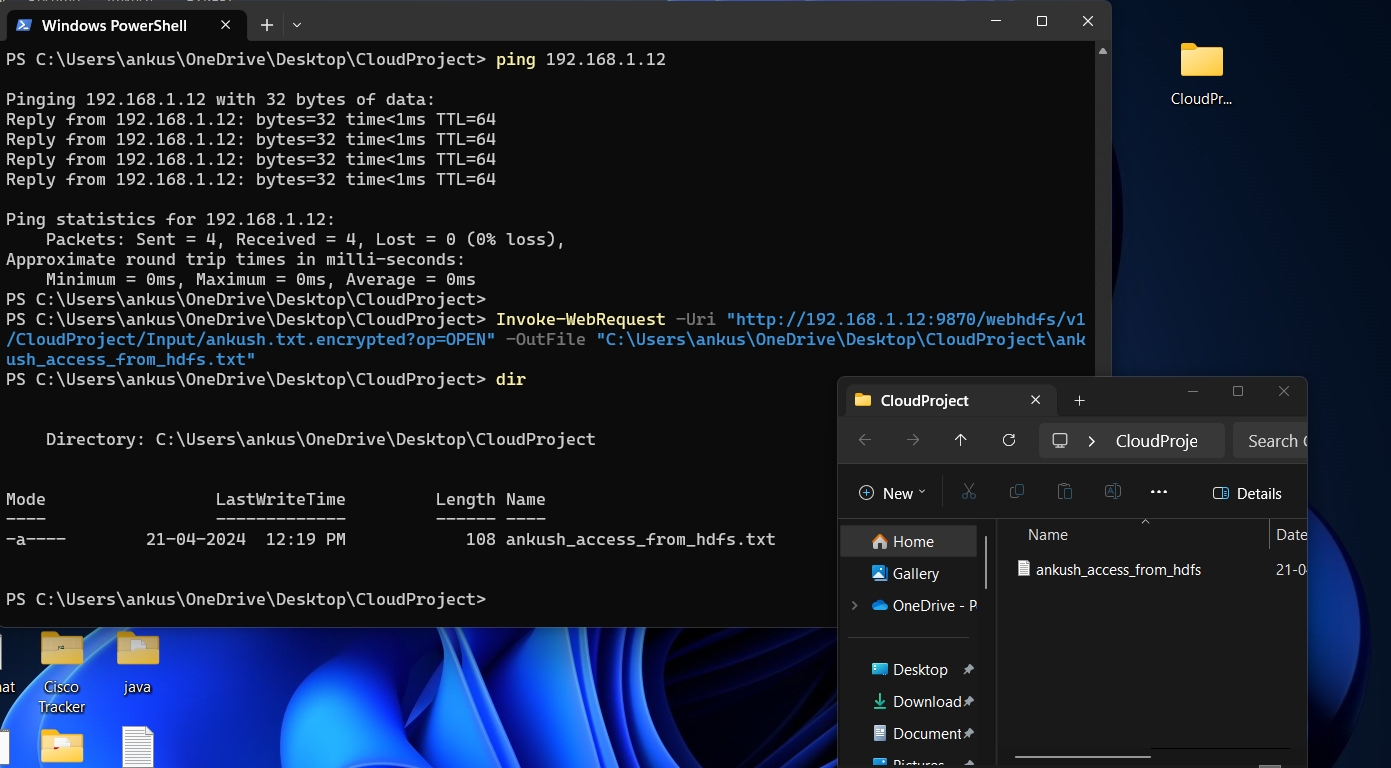 Windows PowerShell
PS C:\Users\ankus\OneDrive\Desktop\CloudProject> ping 192.168.1.12
Pinging 192.168.1.12 with 32 bytes of data:
Reply from 192.168.1.12: bytes=32 time<1ms TTL=64
Reply from 192.168.1.12: bytes=32 time<1ms TTL=64
Reply from 192.168.1.12: bytes=32 time<1ms TTL=64
Reply from 192.168.1.12: bytes=32 time<1ms TTL=64
Ping statistics for 192.168.1.12:
    Packets: Sent = 4, Received = 4, Lost = 0 (0% loss),
Approximate round trip times in milli-seconds:
    Minimum = 0ms, Maximum = 0ms, Average = 0ms
PS C:\Users\ankus\OneDrive\Desktop\CloudProject>
PS C:\Users\ankus\OneDrive\Desktop\CloudProject> Invoke-WebRequest -Uri "http://192.168.1.12:9870/webhdfs/v1
/CloudProject/Input/ankush.txt.encrypted?op=OPEN" -OutFile "C:\Users\ankus\OneDrive\Desktop\CloudProject\ank
ush_access_from_hdfs.txt"
PS C:\Users\ankus\OneDrive\Desktop\CloudProject> dir
    Directory: C:\Users\ankus\OneDrive\Desktop\CloudProject
Mode                 LastWriteTime         Length Name
----                 -------------         ------ ----
-a----        21-04-2024  12:19 PM            108 ankush_access_from_hdfs.txt
PS C:\Users\ankus\OneDrive\Desktop\CloudProject>
CloudPr...
CloudProject
CloudProje
Search
New
Details
Home
Gallery
OneDrive - P
Desktop
Download
Document
Pictures
Name
Date
ankush_access_from_hdfs
21-0
at
Cisco
Tracker
java